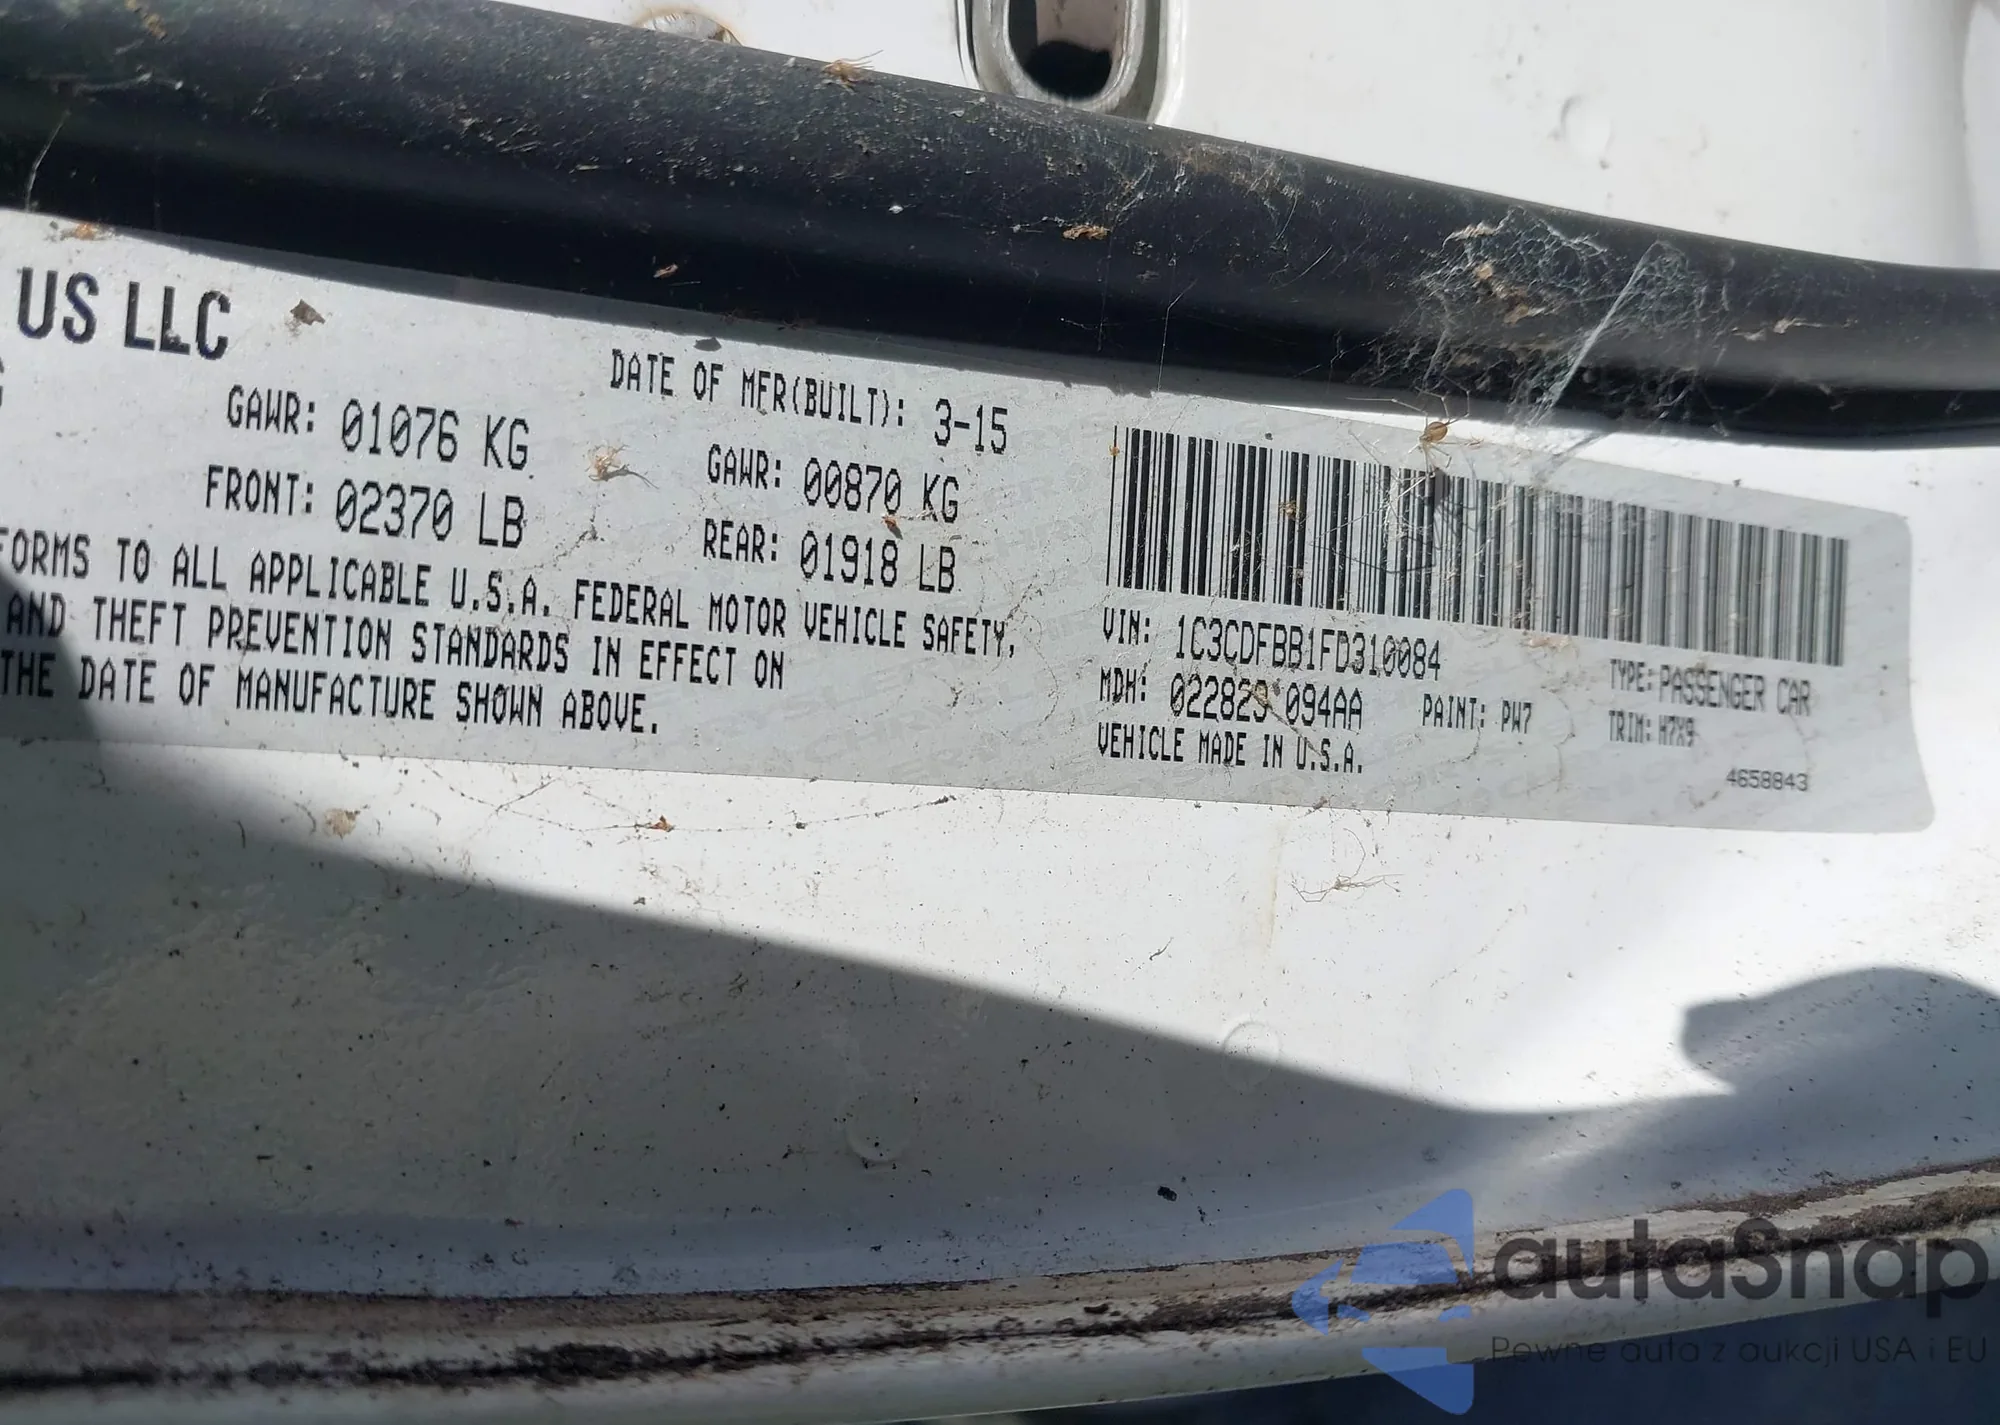 US LLC
DATE OF MFR(BUILT): 3-15
GAWR: 01076 KG
GAWR: 00870 KG
FRONT: 02370 LB
REAR: 01918 LB
FORMS TO ALL APPLICABLE U.S.A. FEDERAL MOTOR VEHICLE SAFETY,
AND THEFT PREVENTION STANDARDS IN EFFECT ON
THE DATE OF MANUFACTURE SHOWN ABOVE.
VIN: 1C3CDFBB1FD310084
TYPE: PASSENGER CAR
MDH: 022823 094AA
PAINT: PW7
TRIM: H7X9
VEHICLE MADE IN U.S.A.
4658843
autaSnap
Pewne auta z aukcji USA i EU